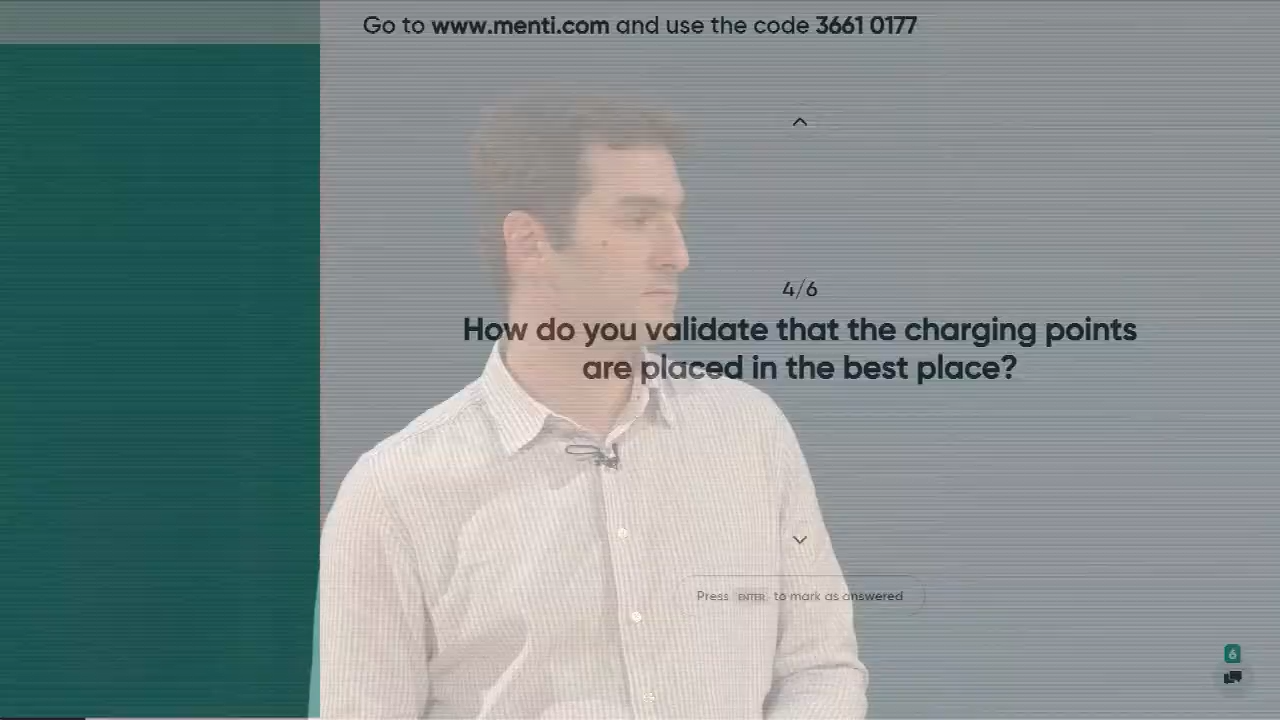 Go to www.menti.com and use the code 3661 0177
4/6
How do you validate that the charging points
are placed in the best place?
Press ENTER to mark as answered
6